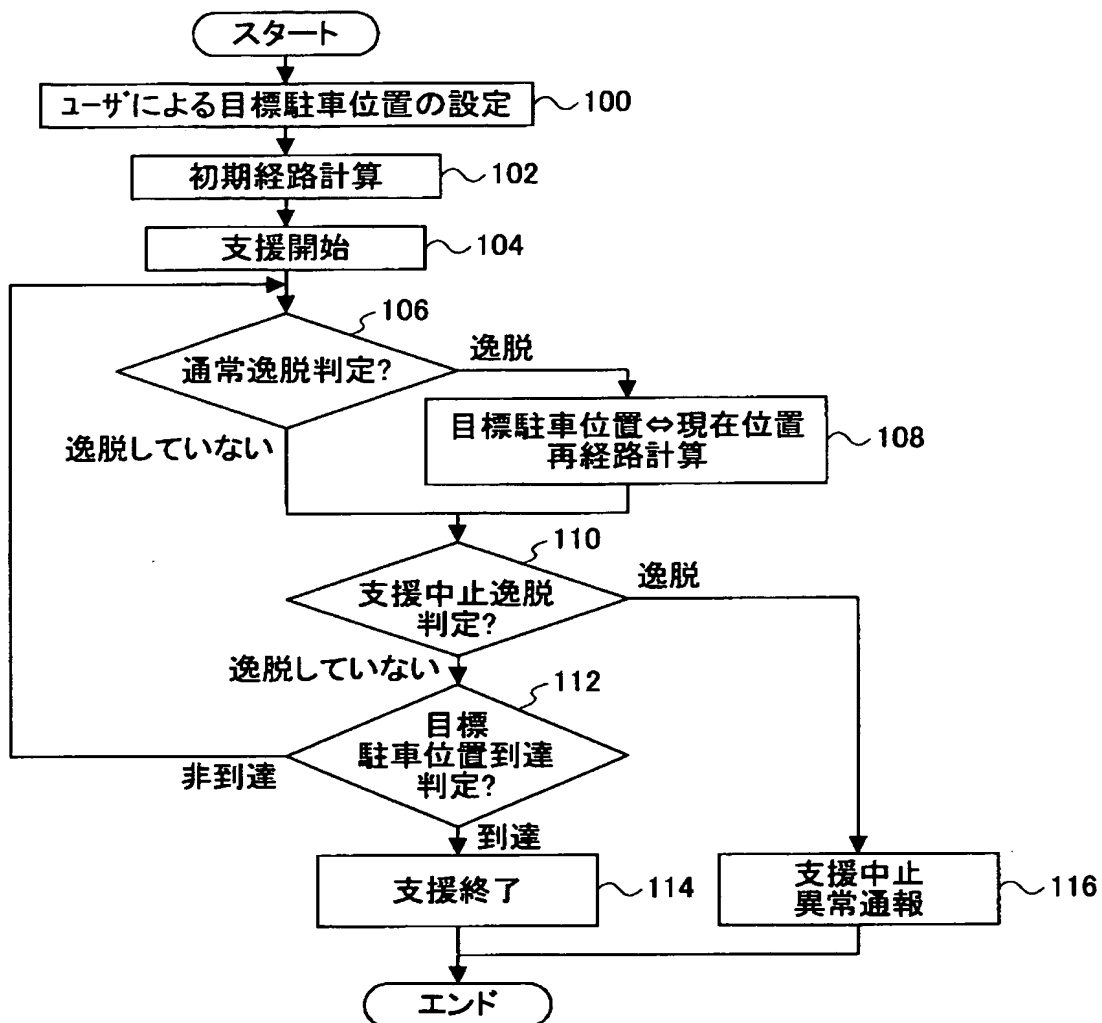 スタート
ユーザによる目標駐車位置の設定
100
初期経路計算
102
支援開始
104
106
通常逸脱判定?
逸脱
逸脱していない
目標駐車位置⇔現在位置
再経路計算
108
110
支援中止逸脱
判定?
逸脱
逸脱していない
112
目標
駐車位置到達
判定?
非到達
到達
支援終了
114
支援中止
異常通報
116
エンド